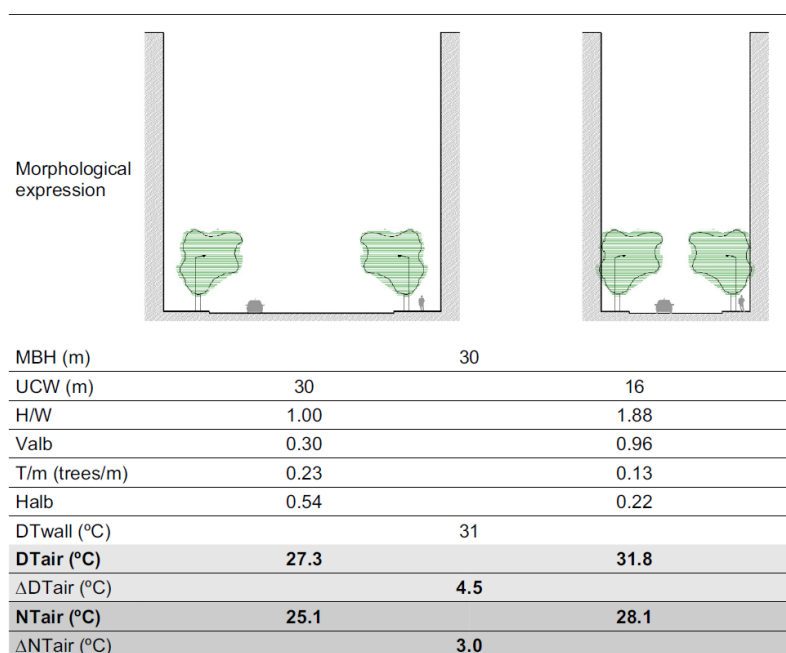 Morphological
expression
MBH (m) 30
UCW (m) 30 16
H/W 1.00 1.88
Valb 0.30 0.96
T/m (trees/m) 0.23 0.13
Halb 0.54 0.22
DTwall (ºC) 31
DTair (ºC) 27.3 31.8
ΔDTair (ºC) 4.5
NTair (ºC) 25.1 28.1
ΔNTair (ºC) 3.0